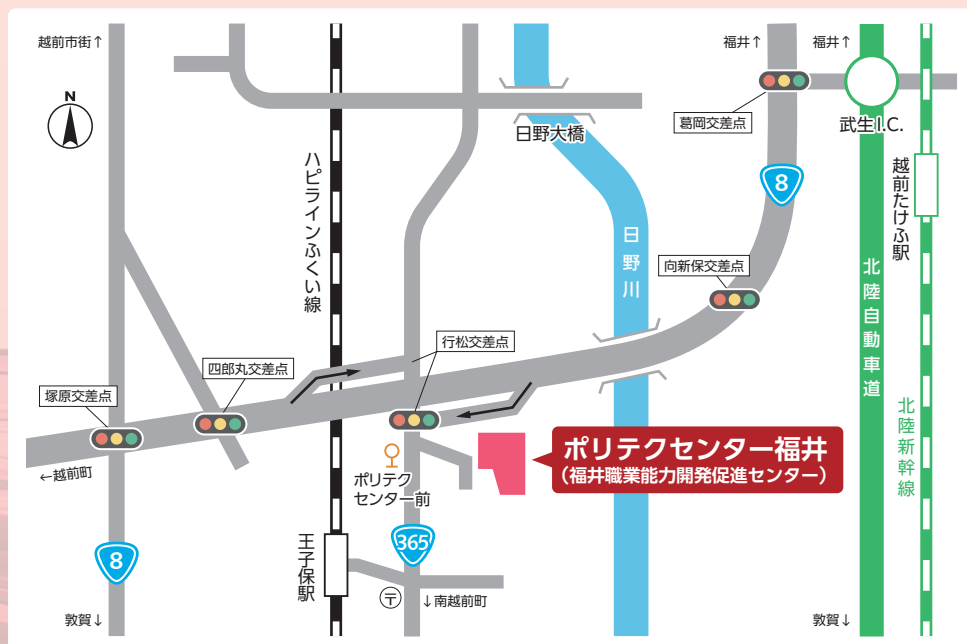 越前市街↑
福井↑
福井↑
N
葛岡交差点
武生I.C.
日野大橋
ハピラインふくい線
8
越前たけふ駅
日野川
向新保交差点
北陸自動車道
行松交差点
四郎丸交差点
塚原交差点
北陸新幹線
ポリテクセンター福井
(福井職業能力開発促進センター)
←越前町
ポリテク
センター前
365
8
王子保駅
〒
↓南越前町
敦賀↓
敦賀↓